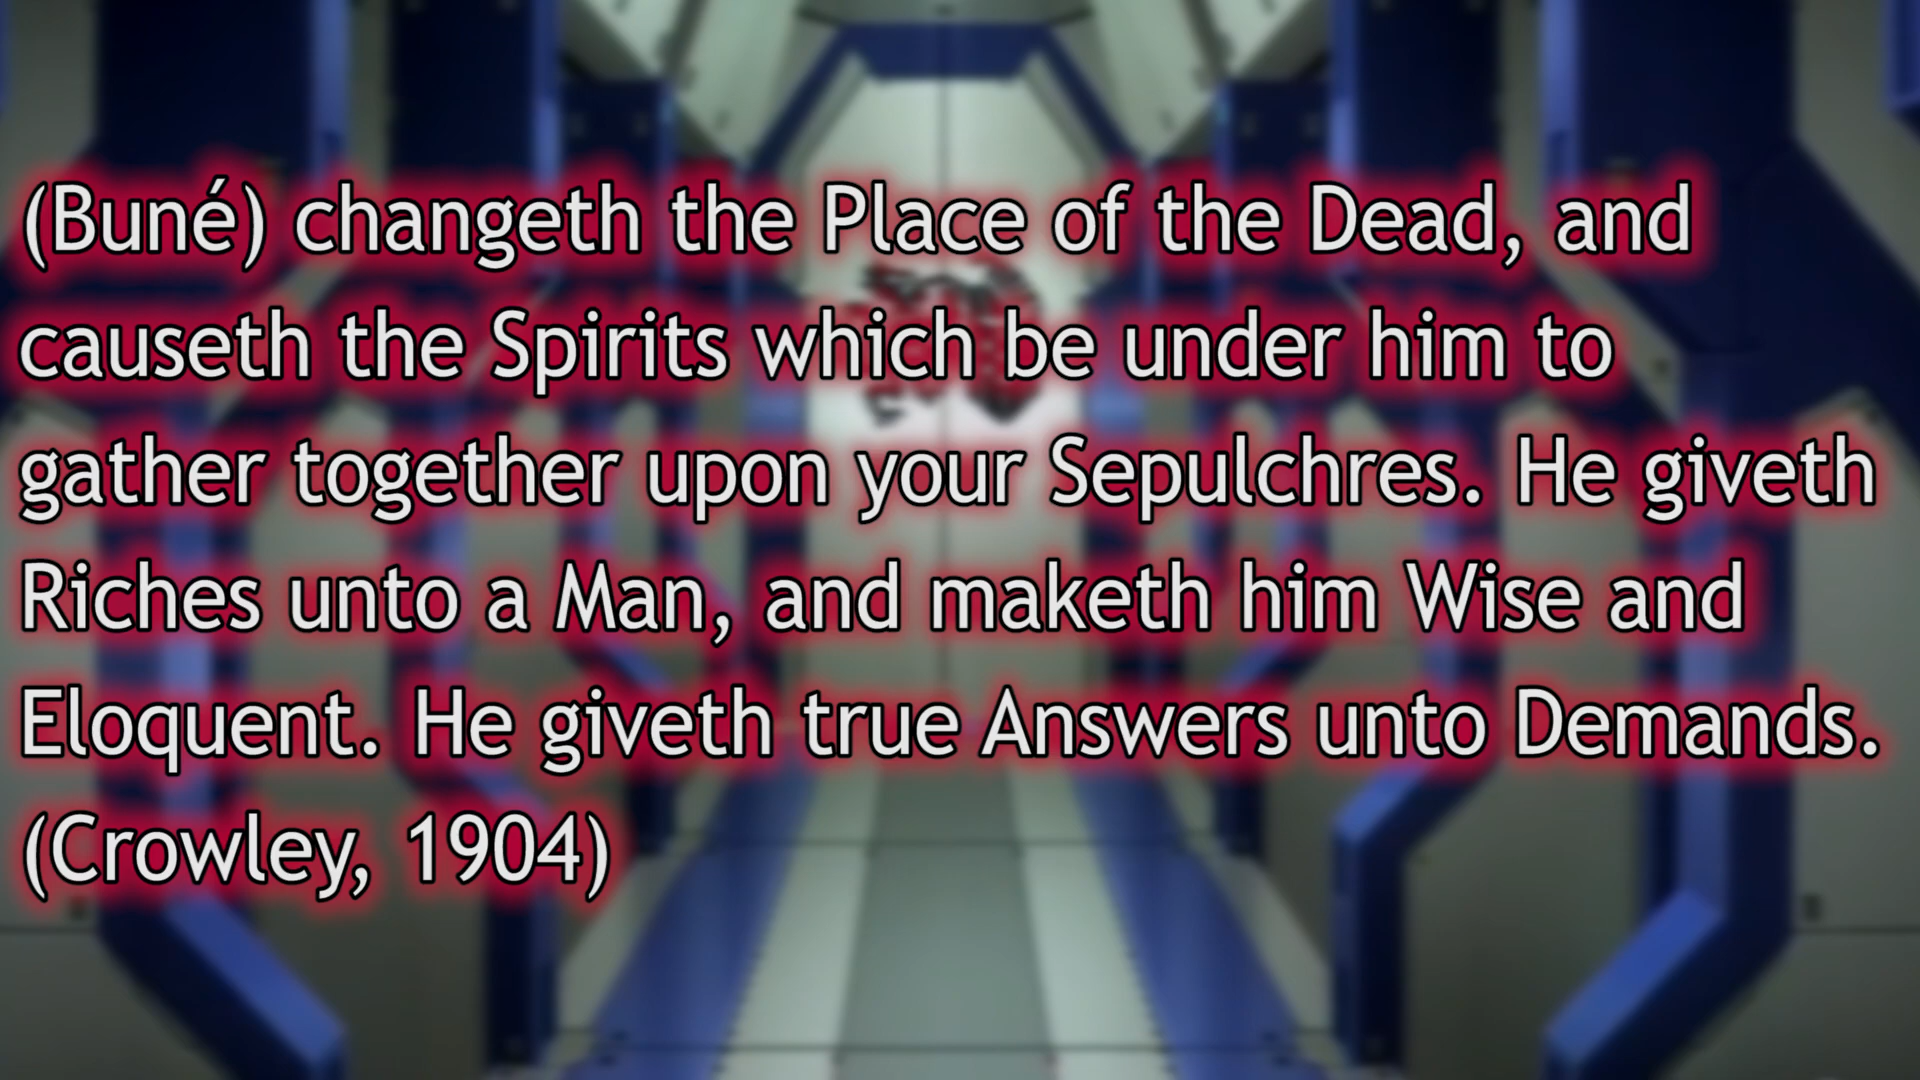 (Buné) changeth the Place of the Dead, and
causeth the Spirits which be under him to
gather together upon your Sepulchres. He giveth
Riches unto a Man, and maketh him Wise and
Eloquent. He giveth true Answers unto Demands.
(Crowley, 1904)